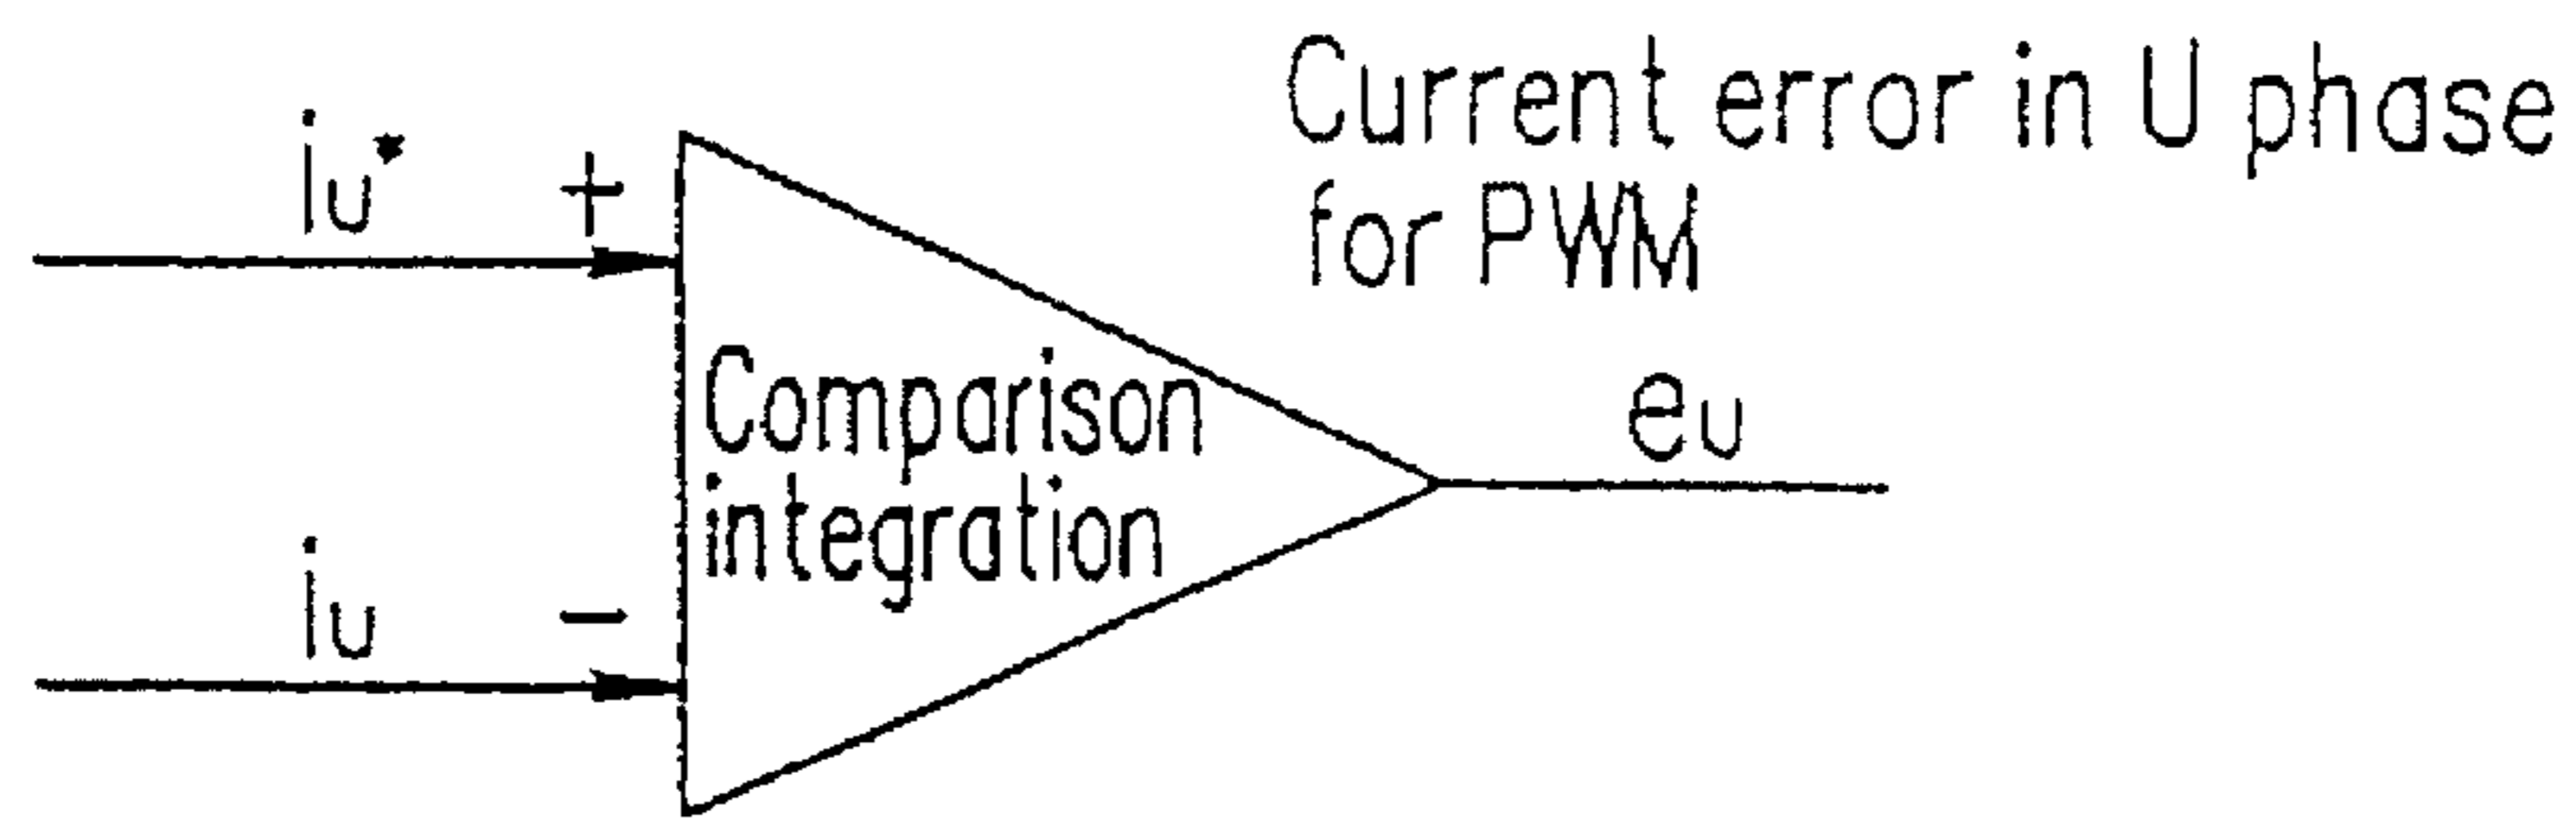 Current error in U phase
for PWM
iu*
+
Comparison
integration
eu
iu
−